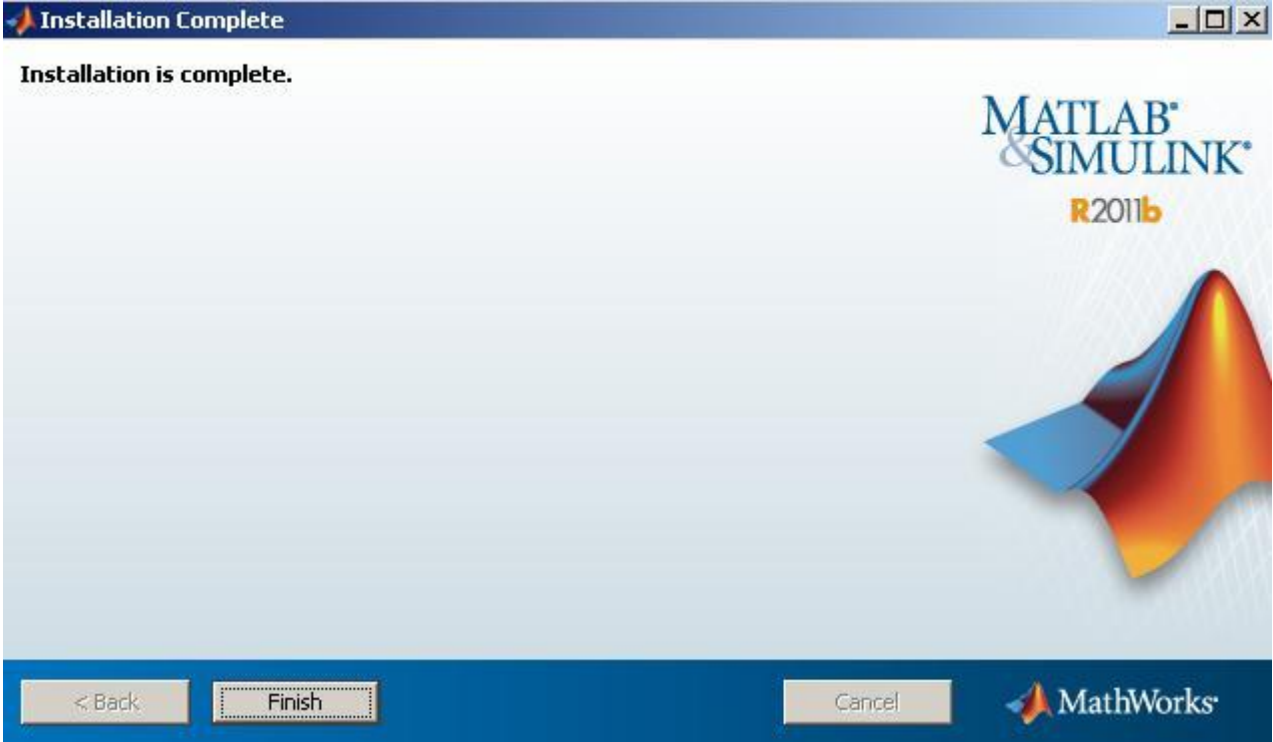 Installation Complete
Installation is complete.
MATLAB®
&SIMULINK®
R2011b
< Back
Finish
Cancel
MathWorks®